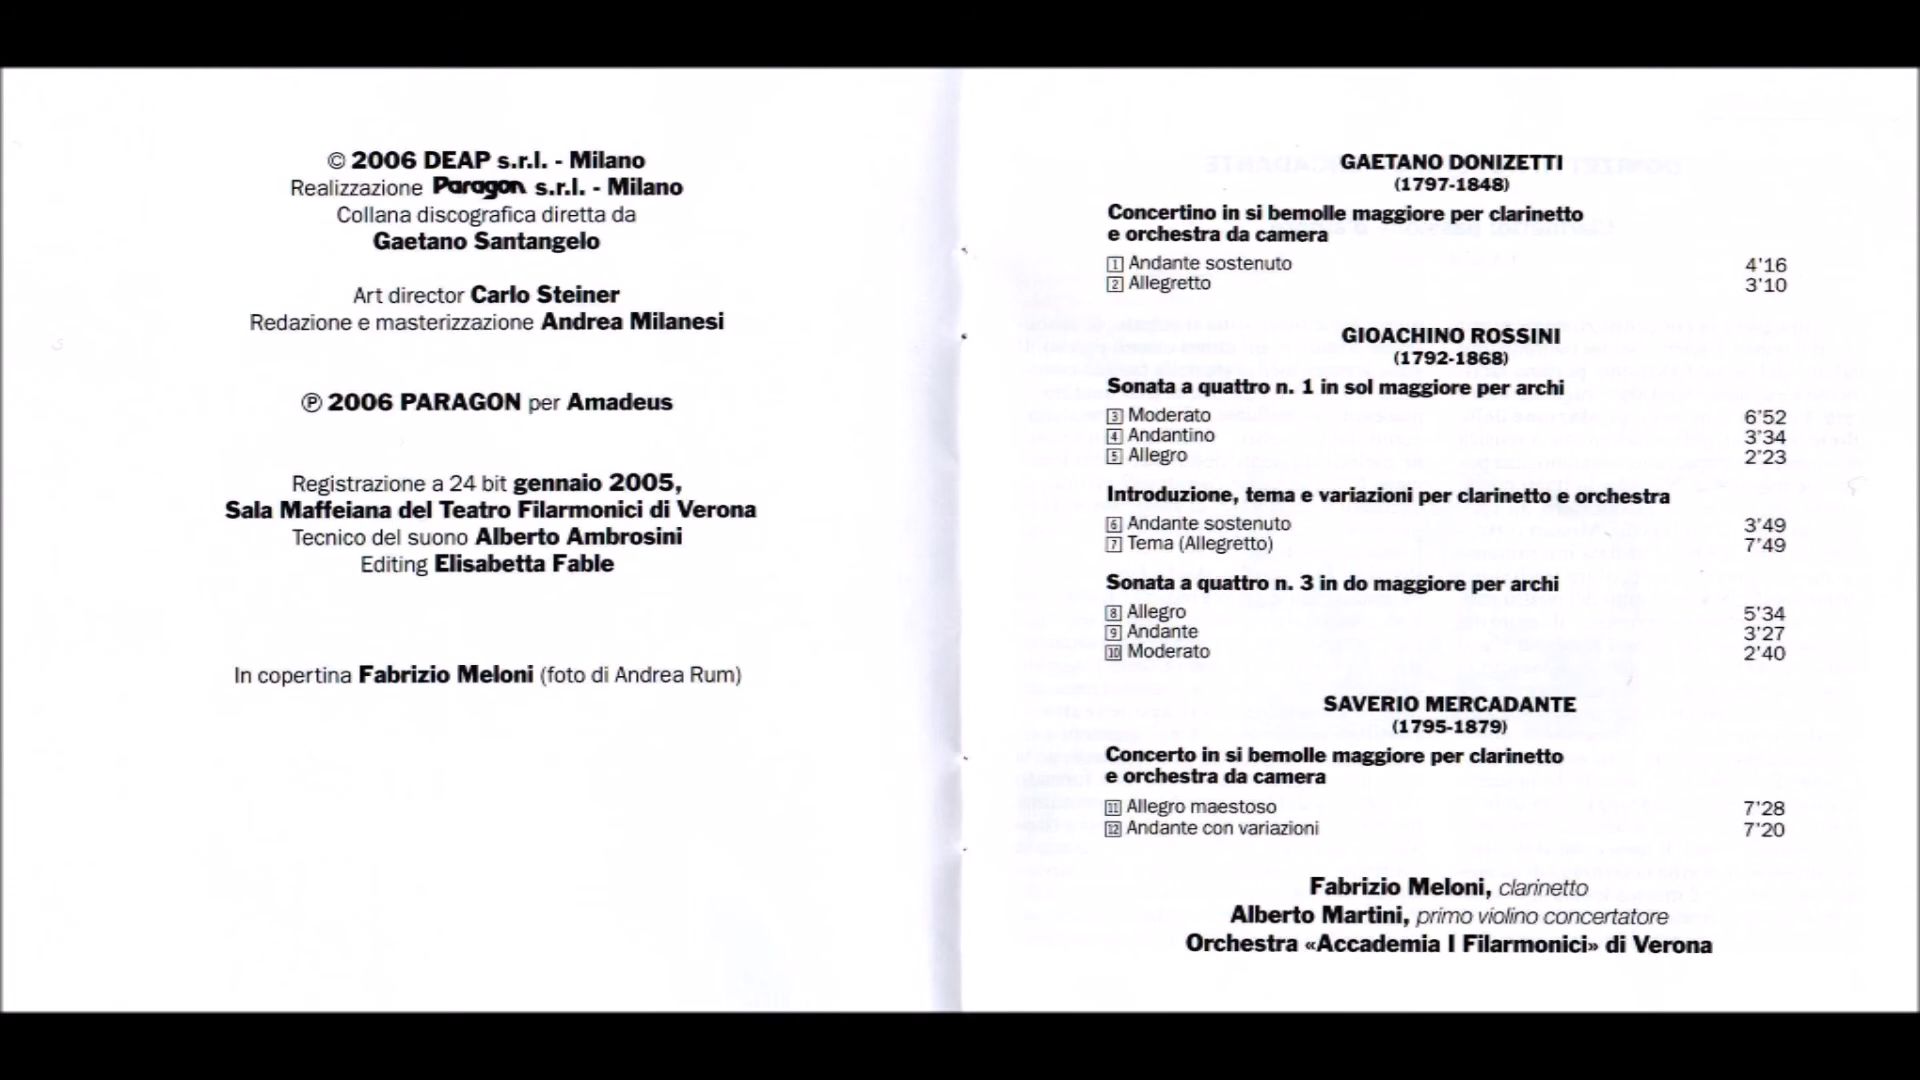 © 2006 DEAP s.r.l. - Milano
Realizzazione Paragon s.r.l. - Milano
Collana discografica diretta da
Gaetano Santangelo
Art director Carlo Steiner
Redazione e masterizzazione Andrea Milanesi
℗ 2006 PARAGON per Amadeus
Registrazione a 24 bit gennaio 2005,
Sala Maffeiana del Teatro Filarmonici di Verona
Tecnico del suono Alberto Ambrosini
Editing Elisabetta Fable
In copertina Fabrizio Meloni (foto di Andrea Rum)
GAETANO DONIZETTI
(1797-1848)
Concertino in si bemolle maggiore per clarinetto
e orchestra da camera
1 Andante sostenuto 4'16
2 Allegretto 3'10
GIOACHINO ROSSINI
(1792-1868)
Sonata a quattro n. 1 in sol maggiore per archi
3 Moderato 6'52
4 Andantino 3'34
5 Allegro 2'23
Introduzione, tema e variazioni per clarinetto e orchestra
6 Andante sostenuto 3'49
7 Tema (Allegretto) 7'49
Sonata a quattro n. 3 in do maggiore per archi
8 Allegro 5'34
9 Andante 3'27
10 Moderato 2'40
SAVERIO MERCADANTE
(1795-1879)
Concerto in si bemolle maggiore per clarinetto
e orchestra da camera
11 Allegro maestoso 7'28
12 Andante con variazioni 7'20
Fabrizio Meloni, clarinetto
Alberto Martini, primo violino concertatore
Orchestra «Accademia I Filarmonici» di Verona